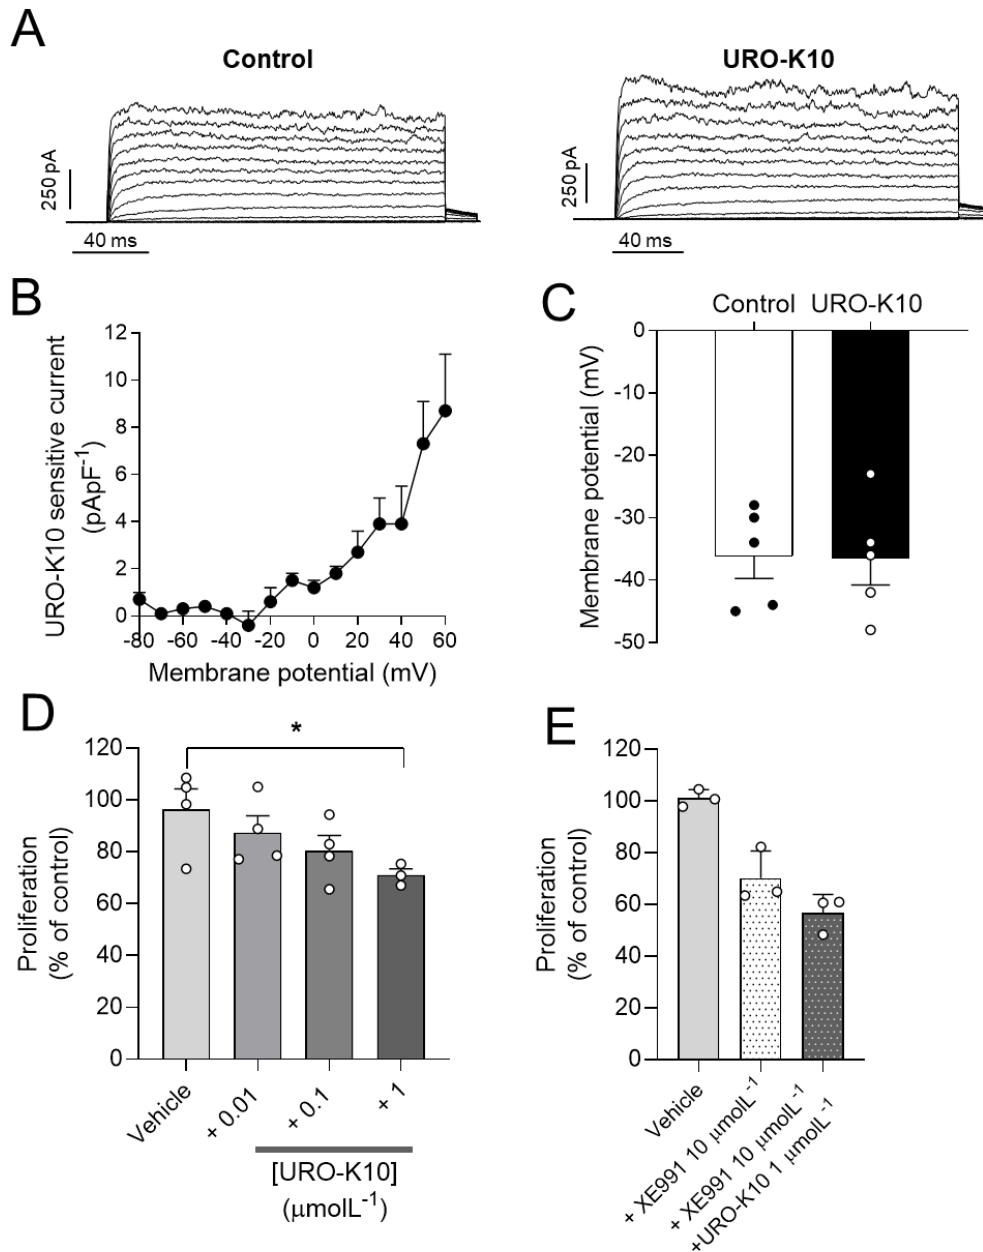 A
Control
URO-K10
250 pA
40 ms
250 pA
40 ms
B
URO-K10 sensitive current
(pApF⁻¹)
12
10
8
6
4
2
0
-80 -60 -40 -20 0 20 40 60
Membrane potential (mV)
C
Control URO-K10
Membrane potential (mV)
0
-10
-20
-30
-40
-50
D
*
Proliferation
(% of control)
120
100
80
60
40
20
0
Vehicle
+ 0.01
+ 0.1
+ 1
[URO-K10]
(μmolL⁻¹)
E
Proliferation
(% of control)
120
100
80
60
40
20
0
Vehicle
+ XE991 10 μmolL⁻¹
+ XE991 10 μmolL⁻¹
+URO-K10 1 μmolL⁻¹